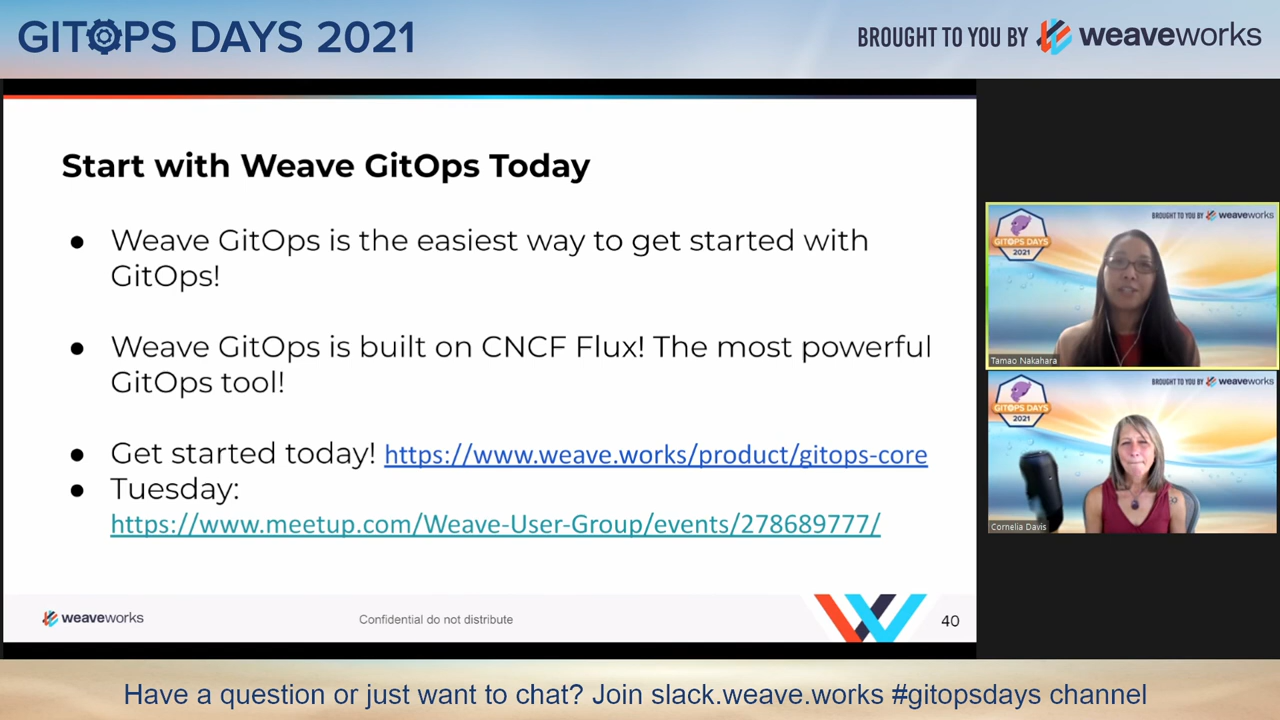 GITOPS DAYS 2021
BROUGHT TO YOU BY weaveworks
Start with Weave GitOps Today
● Weave GitOps is the easiest way to get started with
GitOps!
● Weave GitOps is built on CNCF Flux! The most powerful
GitOps tool!
● Get started today! https://www.weave.works/product/gitops-core
● Tuesday:
https://www.meetup.com/Weave-User-Group/events/278689777/
weaveworks
Confidential do not distribute
40
BROUGHT TO YOU BY weaveworks
GITOPS DAYS
2021
Tamao Nakahara
BROUGHT TO YOU BY weaveworks
GITOPS DAYS
2021
Cornelia Davis
Have a question or just want to chat? Join slack.weave.works #gitopsdays channel